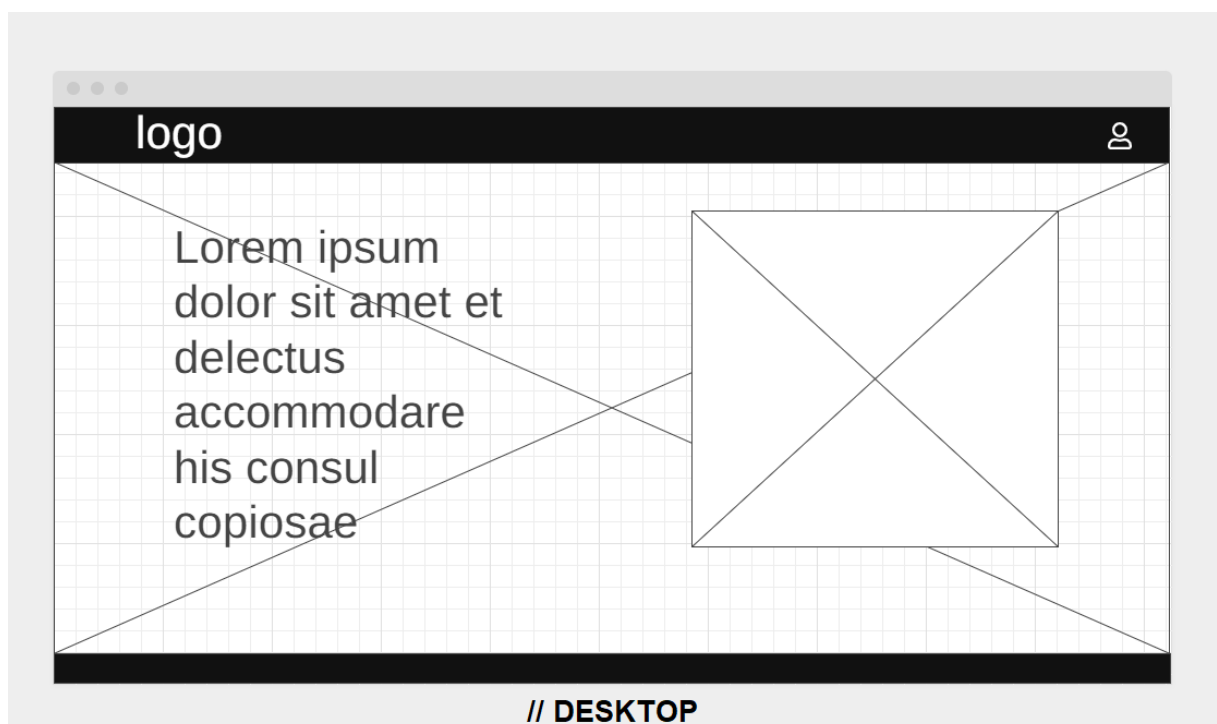 logo
Lorem ipsum
dolor sit amet et
delectus
accommodare
his consul
copiosae
// DESKTOP